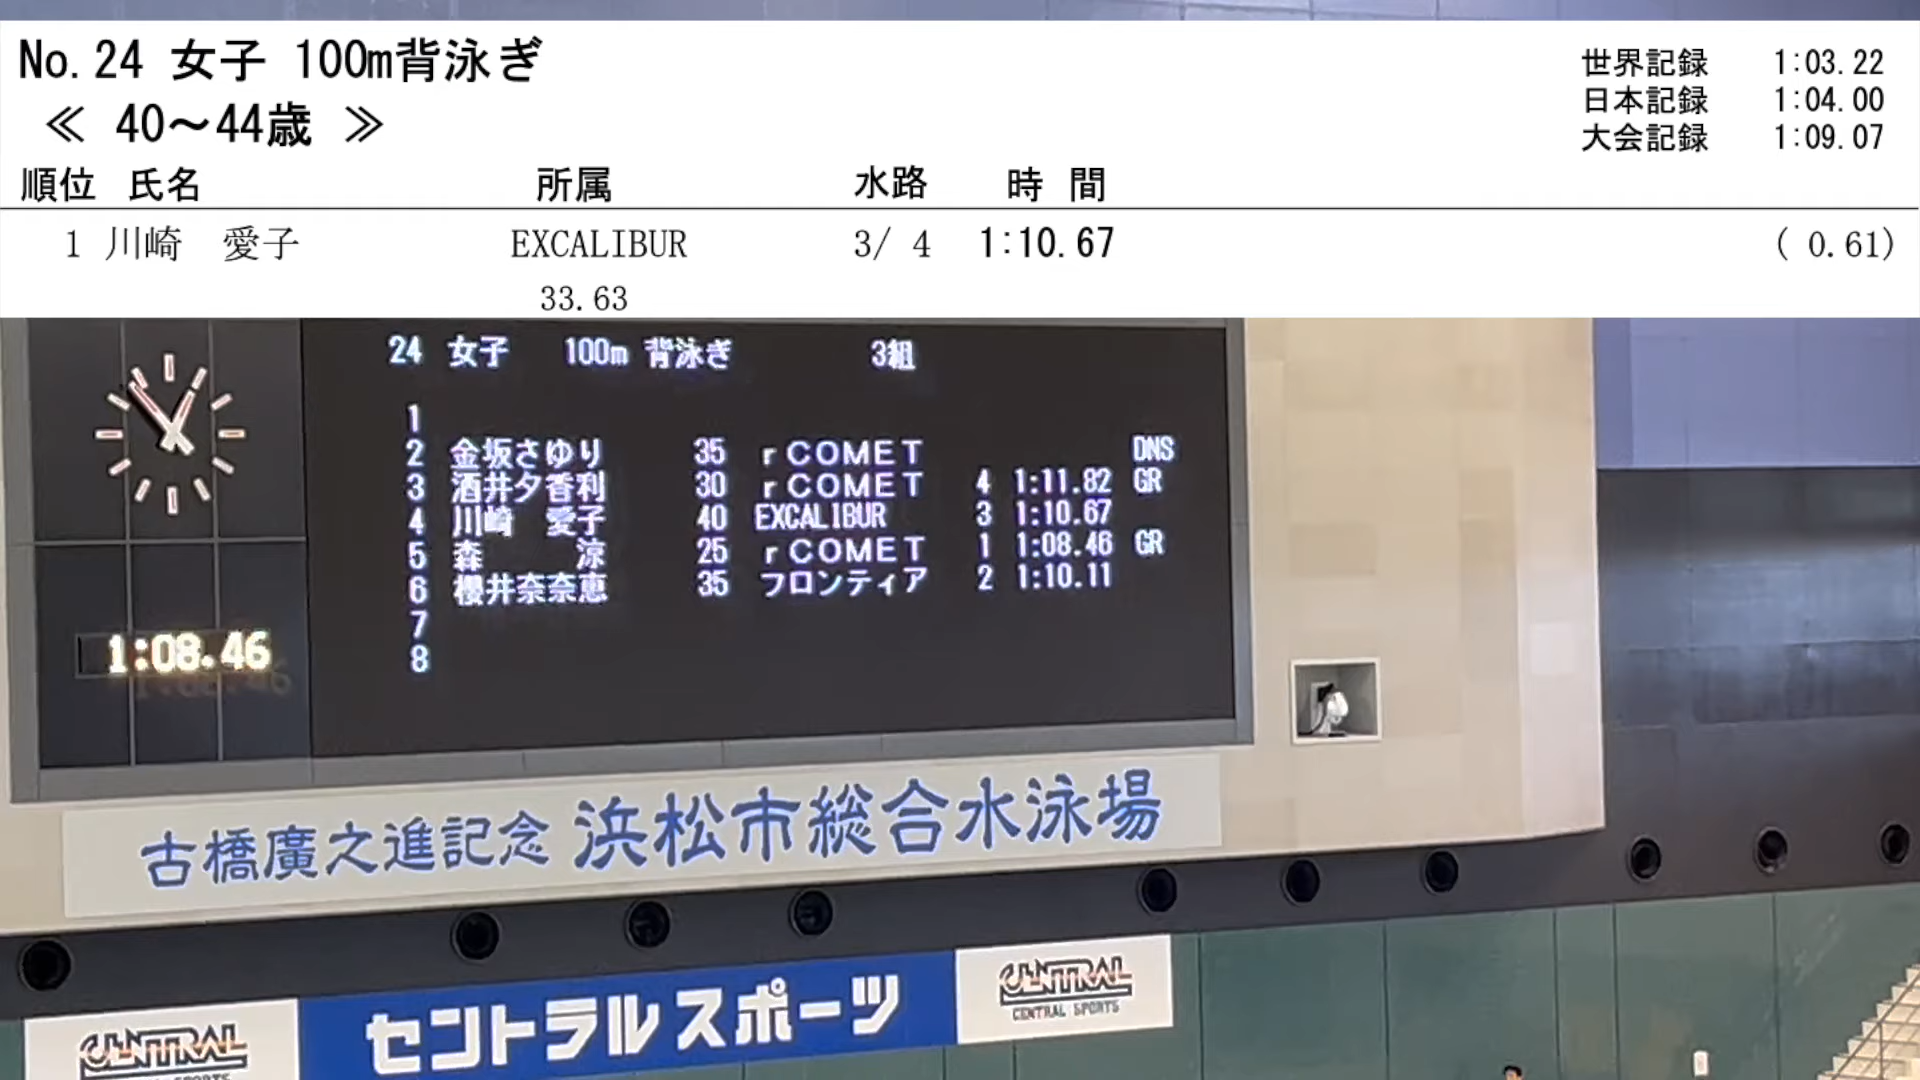 No.24 女子 100m背泳ぎ
≪ 40～44歳 ≫
世界記録 1:03.22
日本記録 1:04.00
大会記録 1:09.07
順位 氏名 所属 水路 時 間
1 川崎 愛子 EXCALIBUR 3/ 4 1:10.67 ( 0.61)
33.63
24 女子 100m 背泳ぎ 3組
1
2 金坂さゆり 35 rCOMET DNS
3 酒井夕香利 30 rCOMET 4 1:11.82 GR
4 川崎 愛子 40 EXCALIBUR 3 1:10.67
5 森 涼 25 rCOMET 1 1:08.46 GR
6 櫻井奈奈恵 35 フロンティア 2 1:10.11
7
8
1:08.46
古橋廣之進記念 浜松市総合水泳場
CENTRAL
CENTRAL SPORTS
セントラルスポーツ
CENTRAL